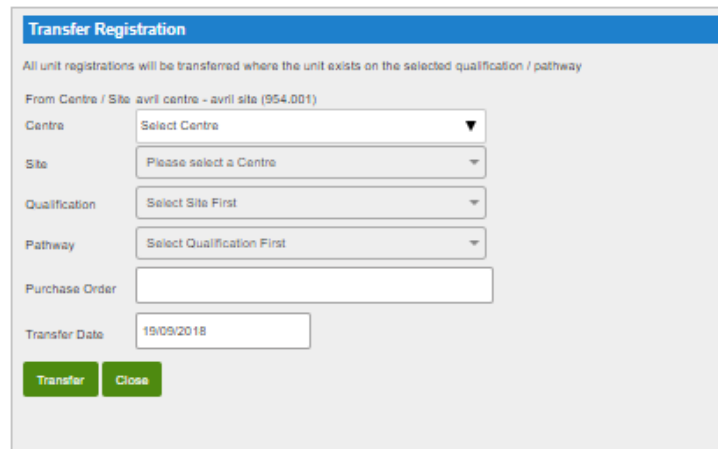 Transfer Registration
All unit registrations will be transferred where the unit exists on the selected qualification / pathway
From Centre / Site avril centre - avril site (954.001)
Centre Select Centre
Site Please select a Centre
Qualification Select Site First
Pathway Select Qualification First
Purchase Order
Transfer Date 19/09/2018
Transfer Close